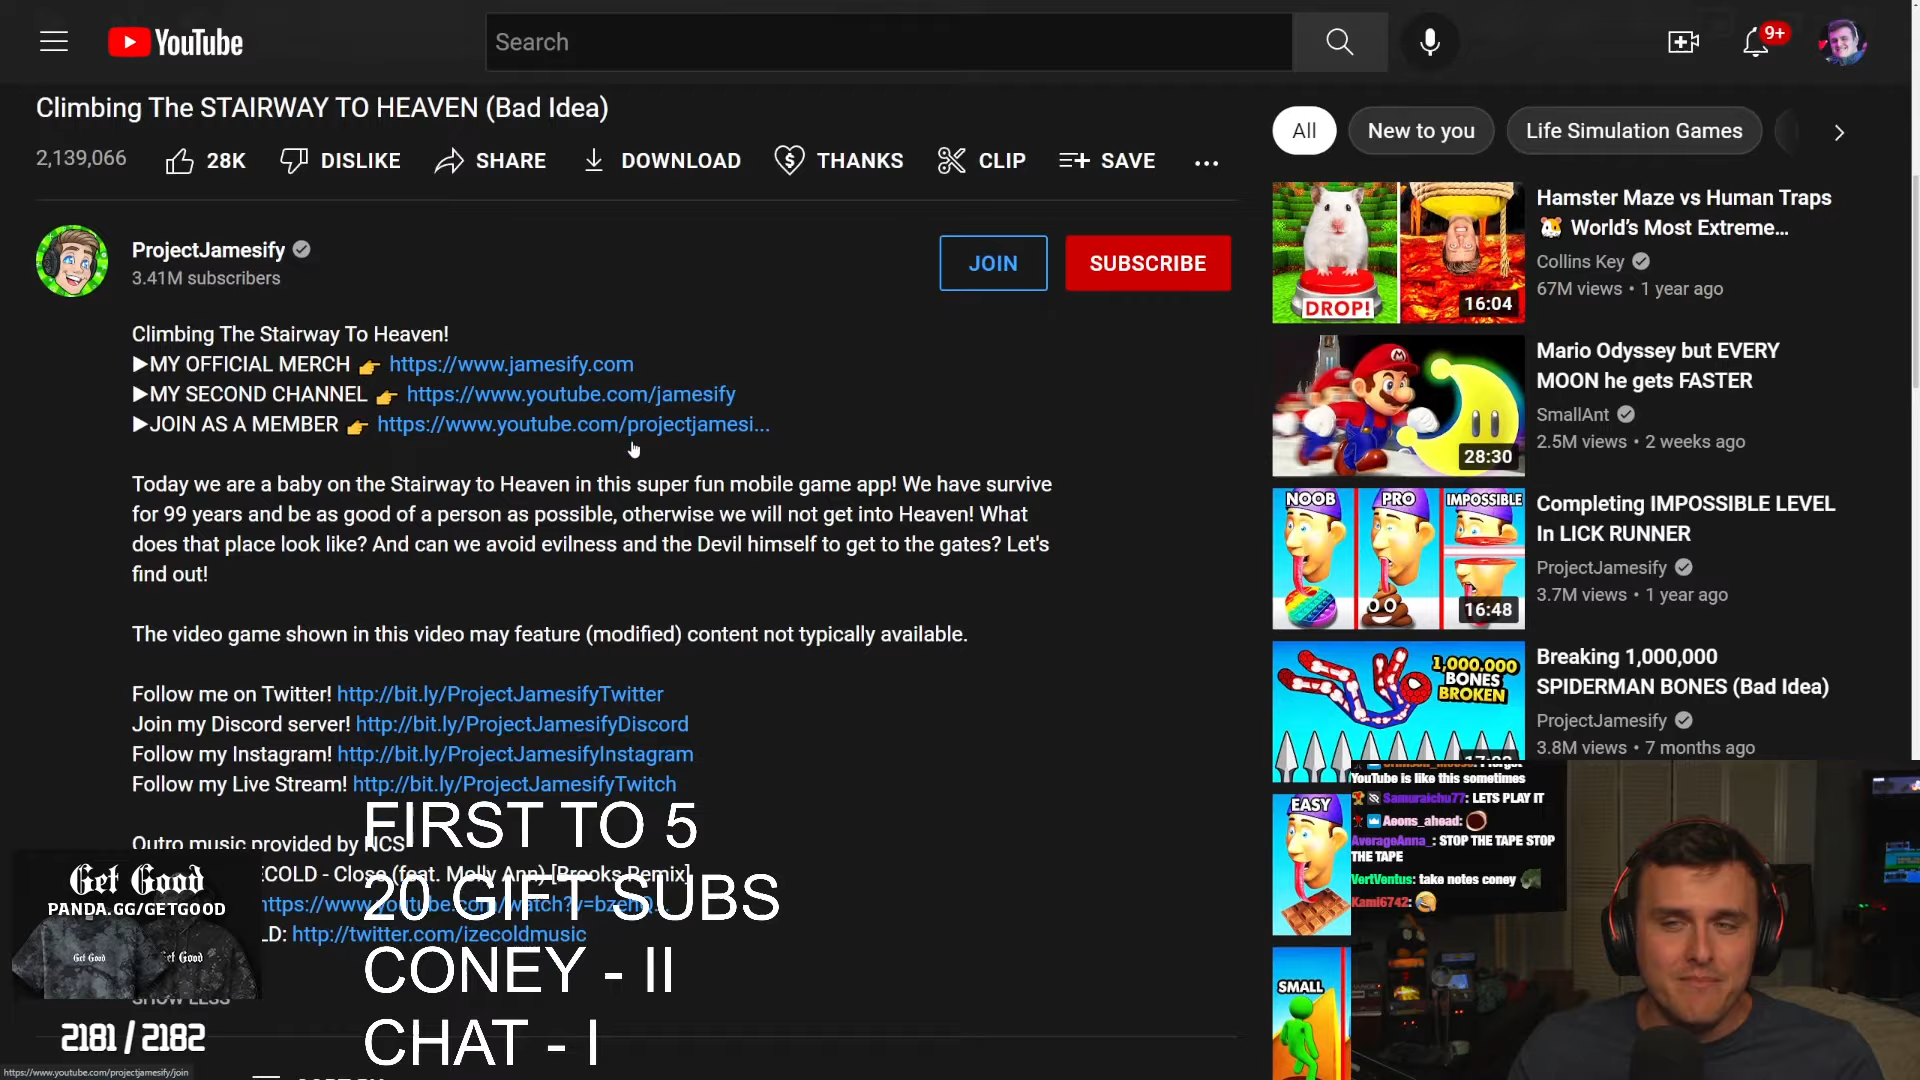 YouTube
Search
9+
Climbing The STAIRWAY TO HEAVEN (Bad Idea)
2,139,066
28K
DISLIKE
SHARE
DOWNLOAD
THANKS
CLIP
SAVE
ProjectJamesify
3.41M subscribers
JOIN
SUBSCRIBE
Climbing The Stairway To Heaven!
►MY OFFICIAL MERCH 👉 https://www.jamesify.com
►MY SECOND CHANNEL 👉 https://www.youtube.com/jamesify
►JOIN AS A MEMBER 👉 https://www.youtube.com/projectjamesi...
Today we are a baby on the Stairway to Heaven in this super fun mobile game app! We have survive
for 99 years and be as good of a person as possible, otherwise we will not get into Heaven! What
does that place look like? And can we avoid evilness and the Devil himself to get to the gates? Let's
find out!
The video game shown in this video may feature (modified) content not typically available.
Follow me on Twitter! http://bit.ly/ProjectJamesifyTwitter
Join my Discord server! http://bit.ly/ProjectJamesifyDiscord
Follow my Instagram! http://bit.ly/ProjectJamesifyInstagram
Follow my Live Stream! http://bit.ly/ProjectJamesifyTwitch
Outro music provided by NCS
ECOLD - Close (feat. Molly Ann) [Brooks Remix]
LD: http://twitter.com/izecoldmusic
SHOW LESS
FIRST TO 5
20 GIFT SUBS
CONEY - II
CHAT - I
Get Good
PANDA.GG/GETGOOD
Get Good
2181 / 2182
https://www.youtube.com/projectjamesify/join
All
New to you
Life Simulation Games
DROP!
16:04
Hamster Maze vs Human Traps
🐹 World's Most Extreme...
Collins Key
67M views • 1 year ago
28:30
Mario Odyssey but EVERY
MOON he gets FASTER
SmallAnt
2.5M views • 2 weeks ago
NOOB
PRO
IMPOSSIBLE
16:48
Completing IMPOSSIBLE LEVEL
In LICK RUNNER
ProjectJamesify
3.7M views • 1 year ago
1,000,000
BONES
BROKEN
Breaking 1,000,000
SPIDERMAN BONES (Bad Idea)
ProjectJamesify
3.8M views • 7 months ago
EASY
SMALL
YouTube is like this sometimes
Samuraichu77: LETS PLAY IT
Aeons_ahead:
AverageAnna_: STOP THE TAPE STOP
THE TAPE
VertVentus: take notes coney
Kami6742: